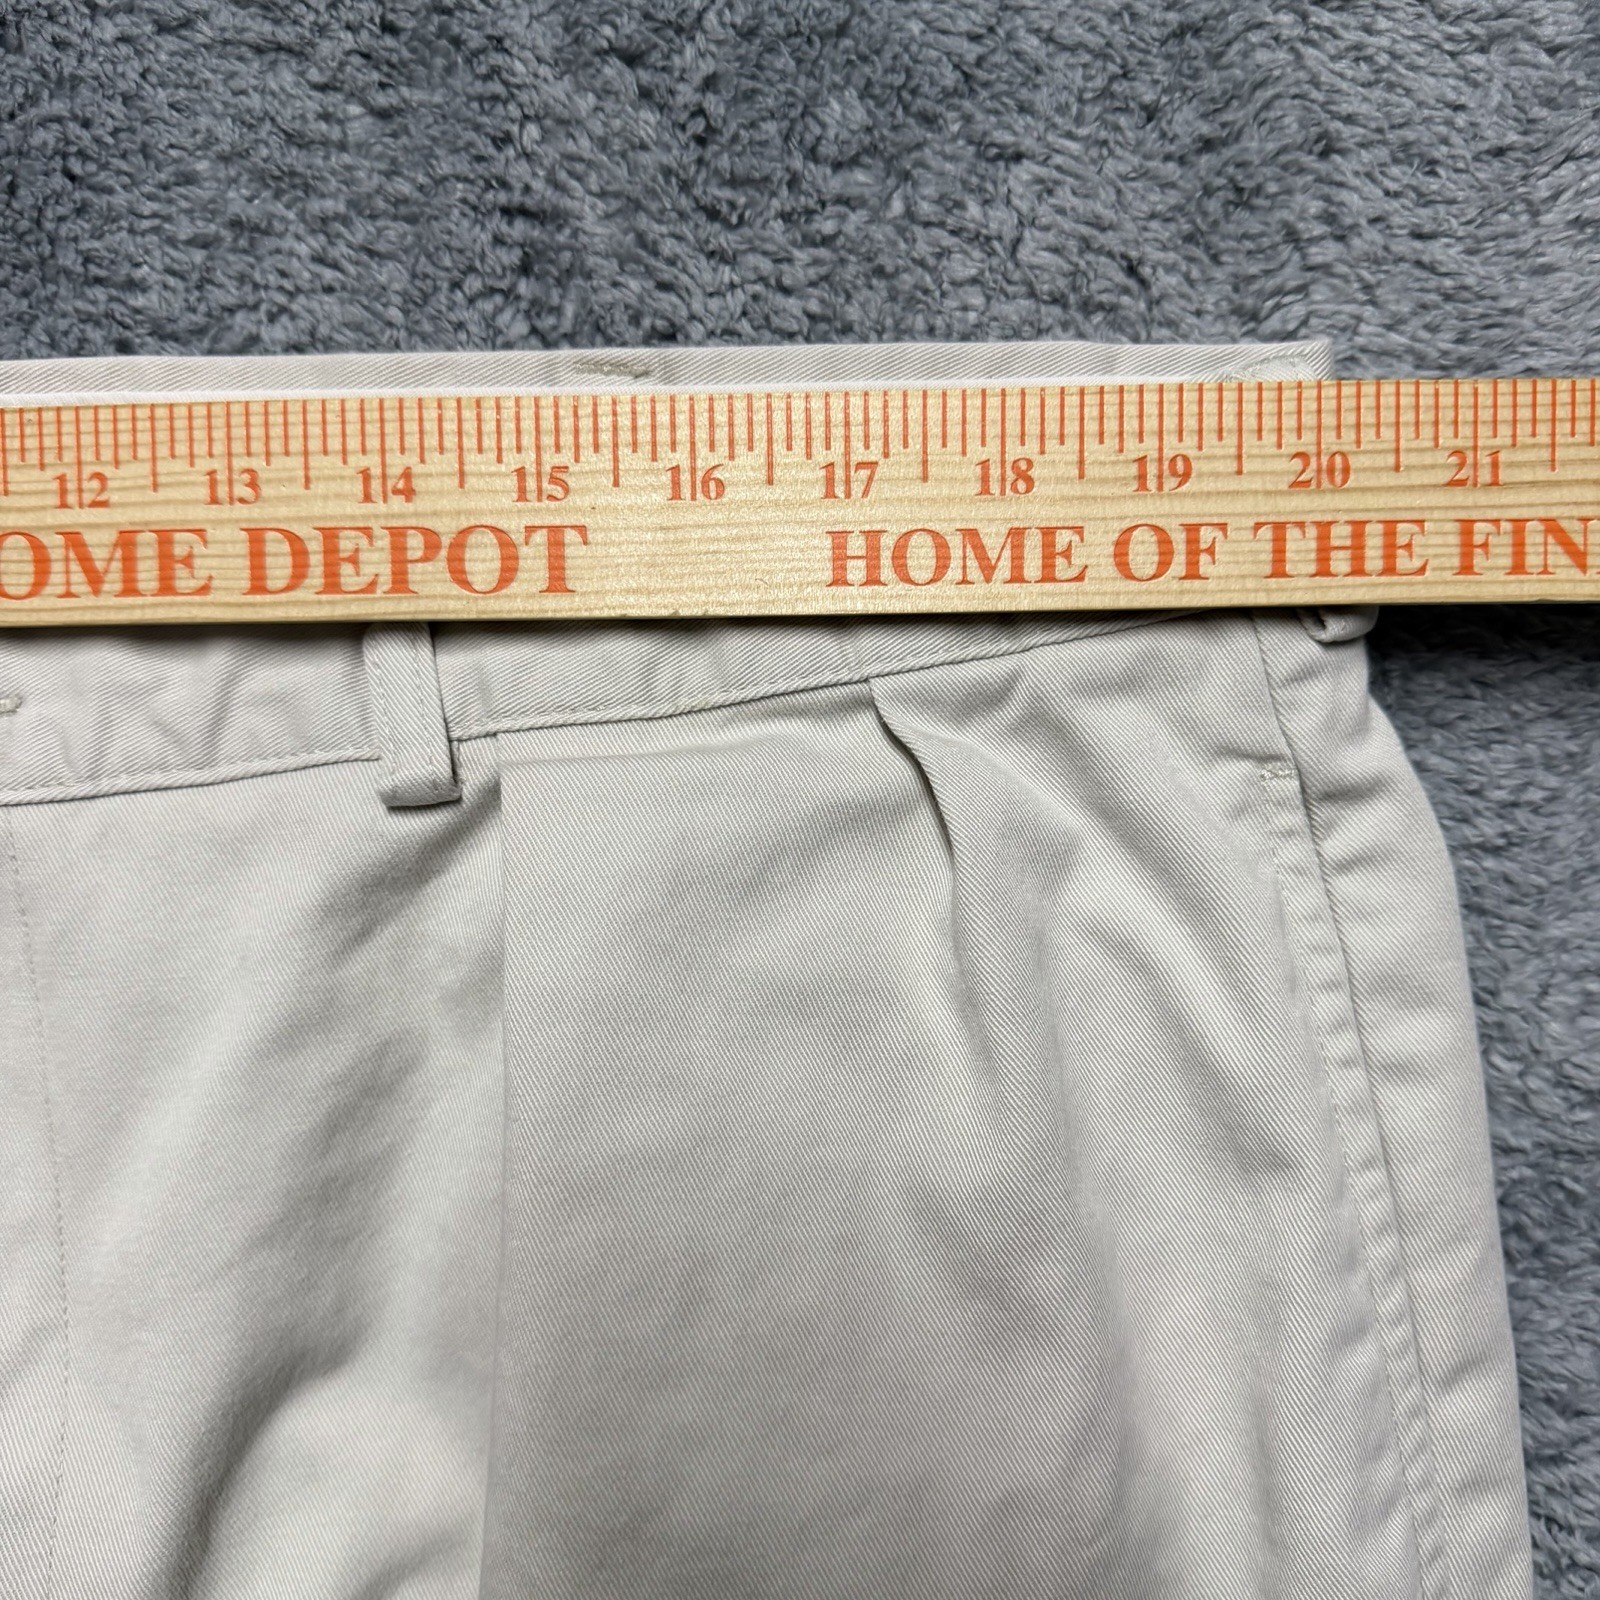 12 13 14 15 16 17 18 19 20 21
OME DEPOT HOME OF THE FIN